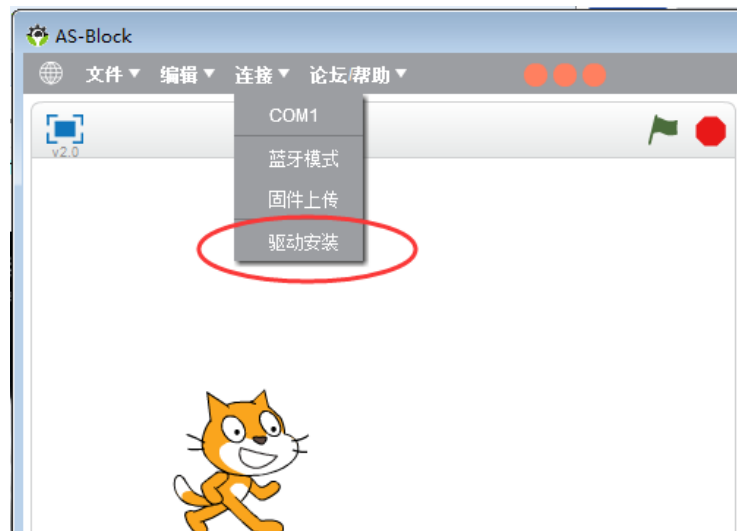 AS-Block
文件 编辑 连接 论坛/帮助
v2.0
COM1
蓝牙模式
固件上传
驱动安装